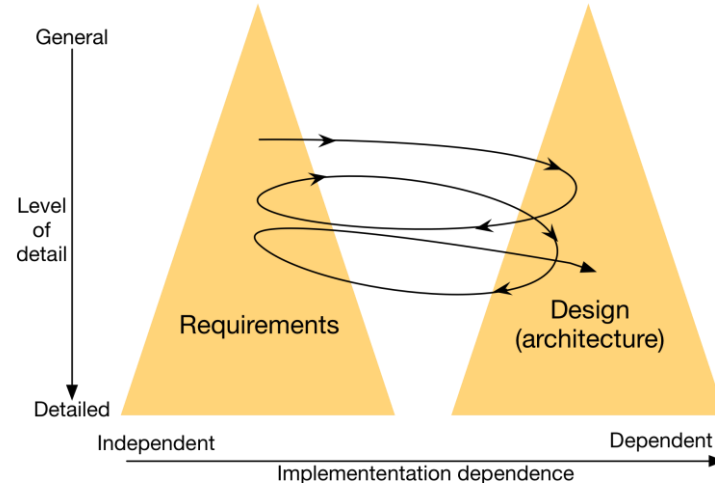 General
Level
of
detail
Requirements
Design
(architecture)
Detailed
Independent
Dependent
Implemententation dependence